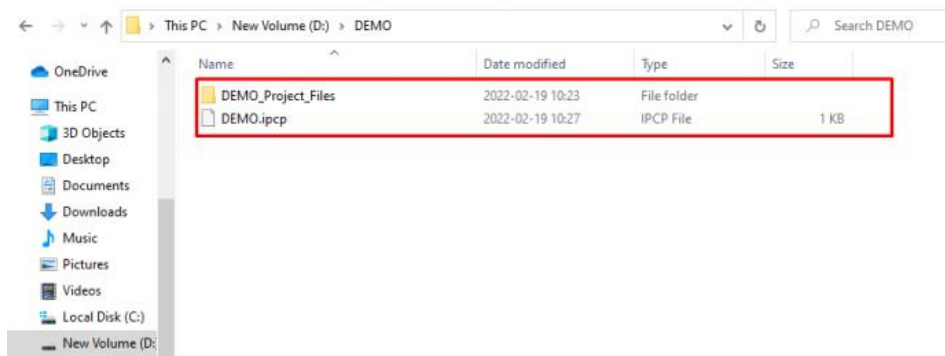 This PC > New Volume (D:) > DEMO
Search DEMO
Name Date modified Type Size
OneDrive
DEMO_Project_Files 2022-02-19 10:23 File folder
This PC
DEMO.ipcp 2022-02-19 10:27 IPCP File 1 KB
3D Objects
Desktop
Documents
Downloads
Music
Pictures
Videos
Local Disk (C:)
New Volume (D: